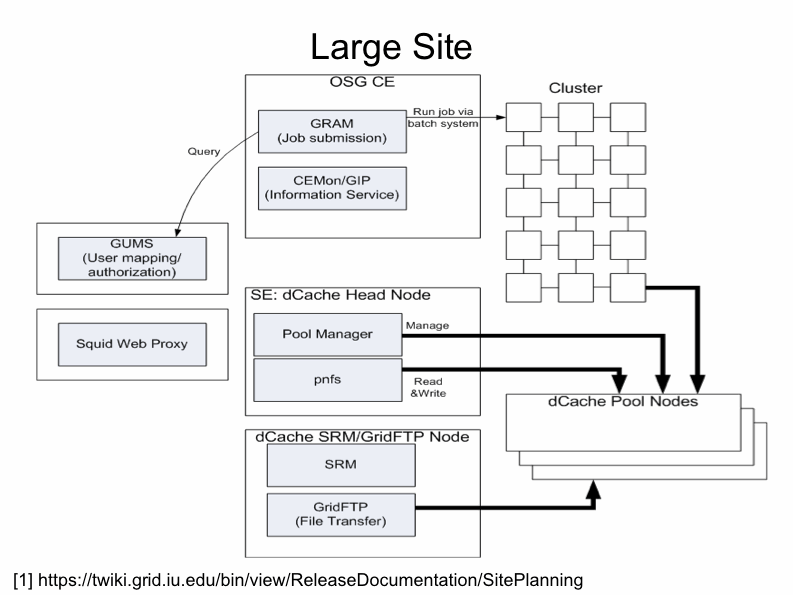 Large Site
OSG CE
Cluster
GRAM
(Job submission)
Run job via
batch system
Query
CEMon/GIP
(Information Service)
GUMS
(User mapping/
authorization)
SE: dCache Head Node
Pool Manager
Manage
Squid Web Proxy
pnfs
Read
&Write
dCache Pool Nodes
dCache SRM/GridFTP Node
SRM
GridFTP
(File Transfer)
[1] https://twiki.grid.iu.edu/bin/view/ReleaseDocumentation/SitePlanning